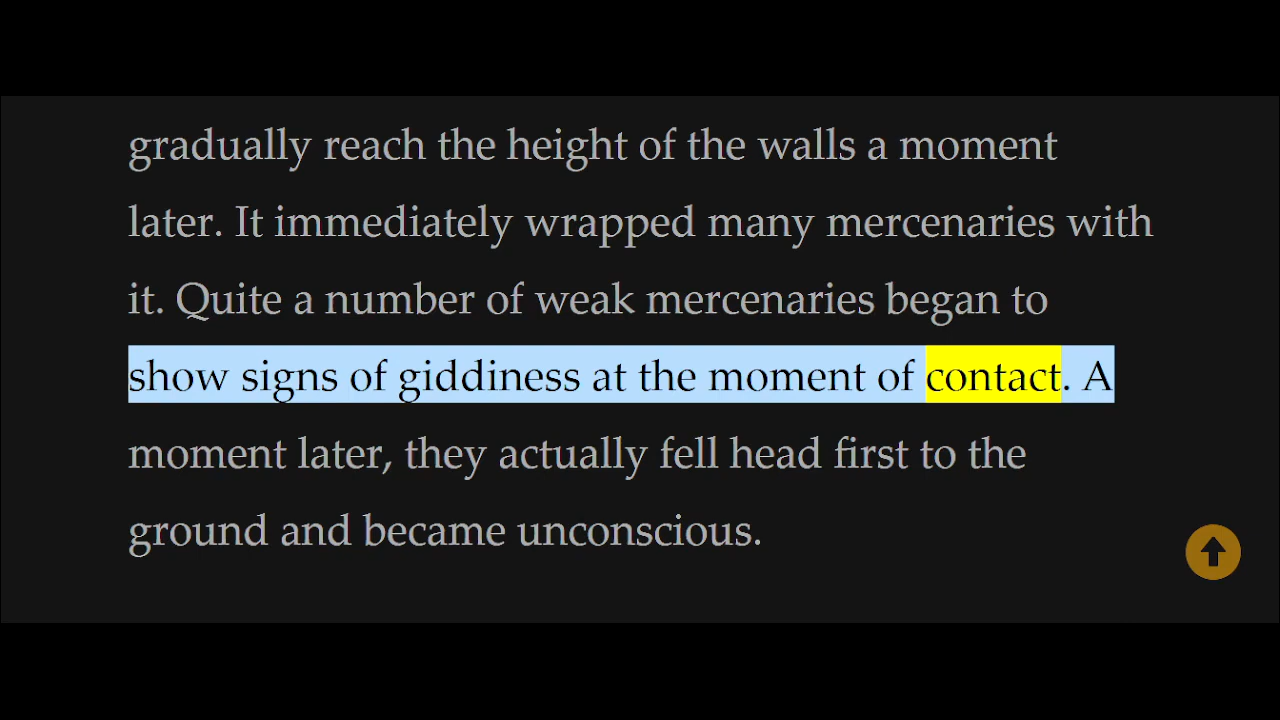 gradually reach the height of the walls a moment
later. It immediately wrapped many mercenaries with
it. Quite a number of weak mercenaries began to
show signs of giddiness at the moment of contact. A
moment later, they actually fell head first to the
ground and became unconscious.